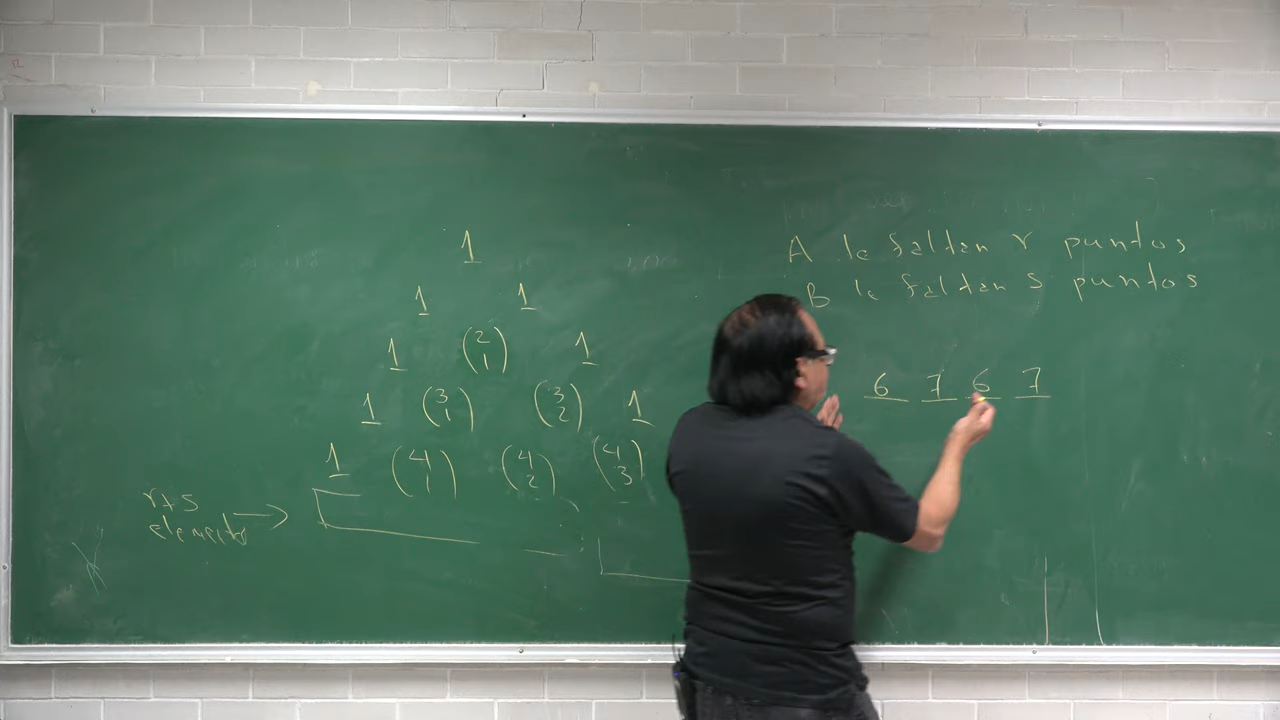 1
1 1
1 (2 1) 1
1 (3 1) (3 2) 1
1 (4 1) (4 2) (4 3)
r+s
elementos
A le faltan r puntos
B le faltan s puntos
6 7 6 7